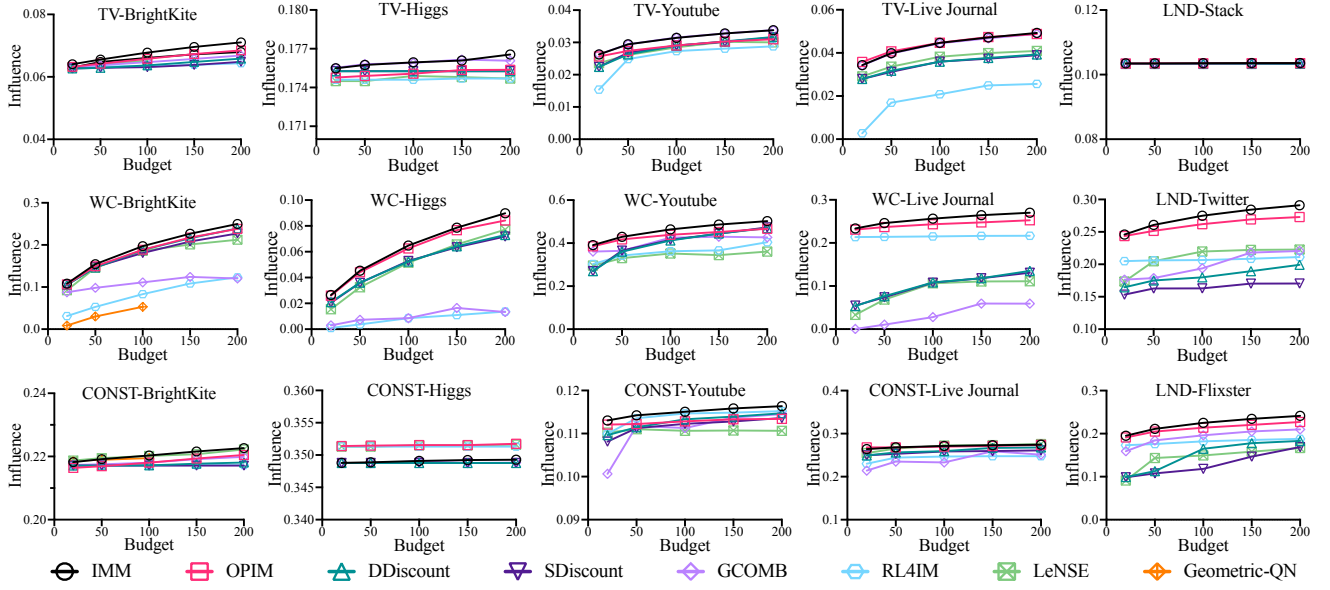 TV-BrightKite
Influence
0.08
0.06
0.04
0 50 100 150 200
Budget
TV-Higgs
Influence
0.180
0.177
0.174
0.171
0 50 100 150 200
Budget
TV-Youtube
Influence
0.04
0.03
0.02
0.01
0.00
0 50 100 150 200
Budget
TV-Live Journal
Influence
0.06
0.04
0.02
0.00
0 50 100 150 200
Budget
LND-Stack
Influence
0.12
0.10
0.08
0 50 100 150 200
Budget
WC-BrightKite
Influence
0.3
0.2
0.1
0.0
0 50 100 150 200
Budget
WC-Higgs
Influence
0.10
0.08
0.06
0.04
0.02
0.00
0 50 100 150 200
Budget
WC-Youtube
Influence
0.6
0.4
0.2
0.0
0 50 100 150 200
Budget
WC-Live Journal
Influence
0.3
0.2
0.1
0.0
0 50 100 150 200
Budget
LND-Twitter
Influence
0.30
0.25
0.20
0.15
0.10
0 50 100 150 200
Budget
CONST-BrightKite
Influence
0.24
0.22
0.20
0 50 100 150 200
Budget
CONST-Higgs
Influence
0.360
0.355
0.350
0.345
0.340
0 50 100 150 200
Budget
CONST-Youtube
Influence
0.12
0.11
0.10
0.09
0 50 100 150 200
Budget
CONST-Live Journal
Influence
0.4
0.3
0.2
0.1
0 50 100 150 200
Budget
LND-Flixster
Influence
0.3
0.2
0.1
0.0
0 50 100 150 200
Budget
IMM OPIM DDiscount SDiscount GCOMB RL4IM LeNSE Geometric-QN